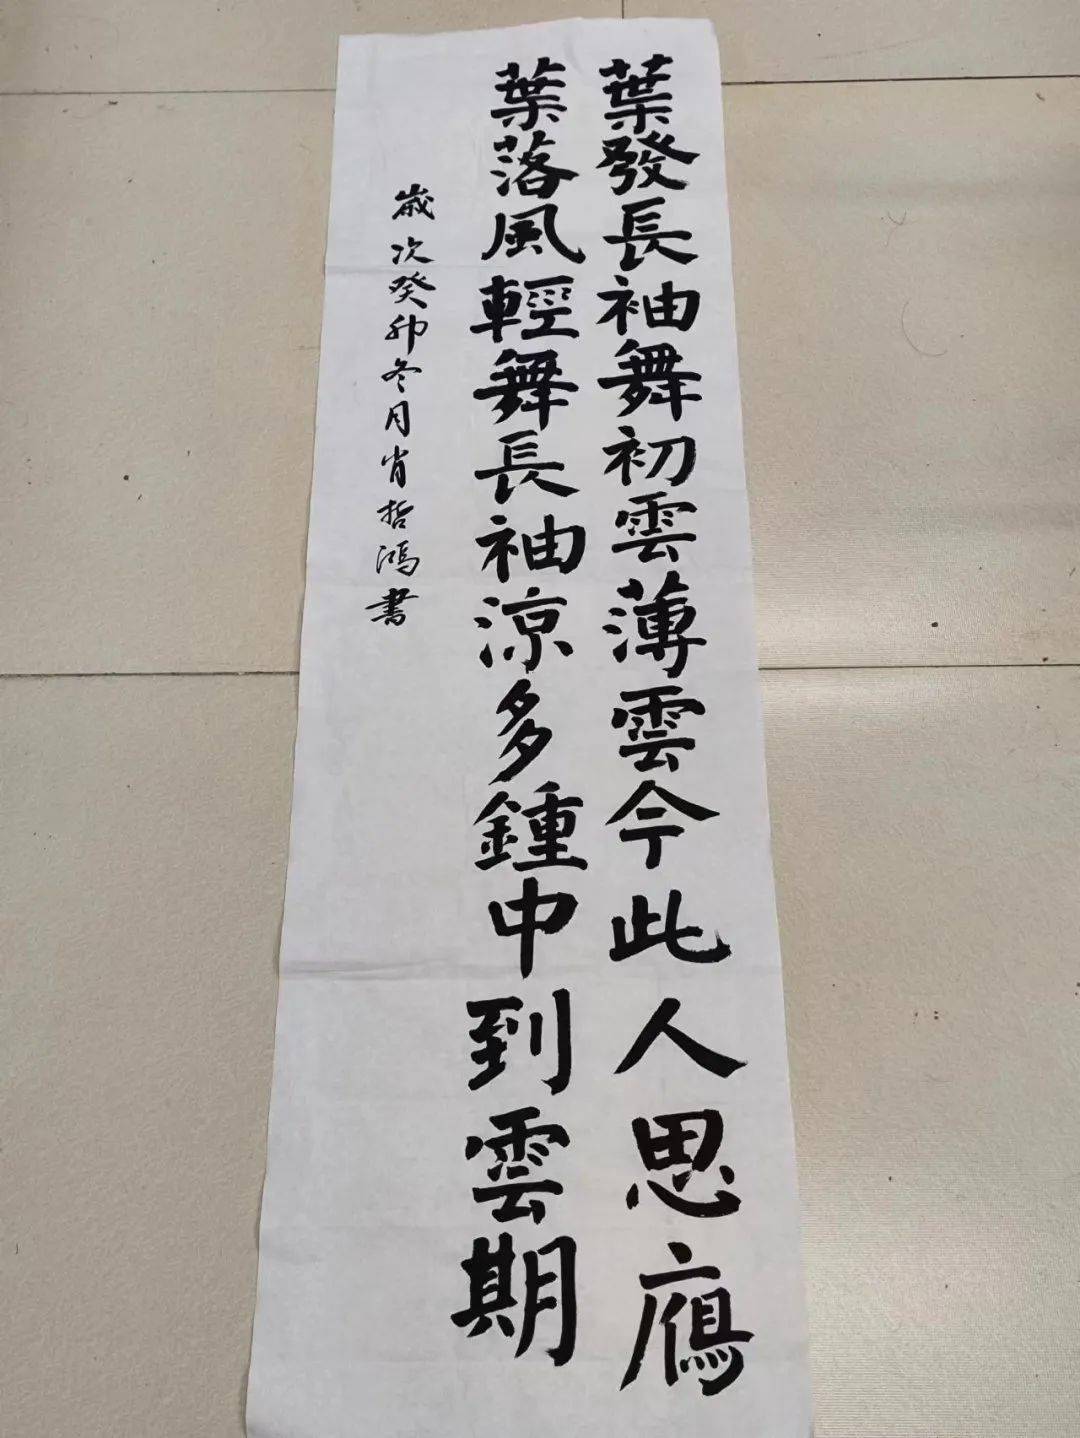 葉發長袖舞初雲薄雲今此人思鴈
葉落風輕舞長袖涼多鍾中到雲期
歲次癸卯冬月肖哲鴻書